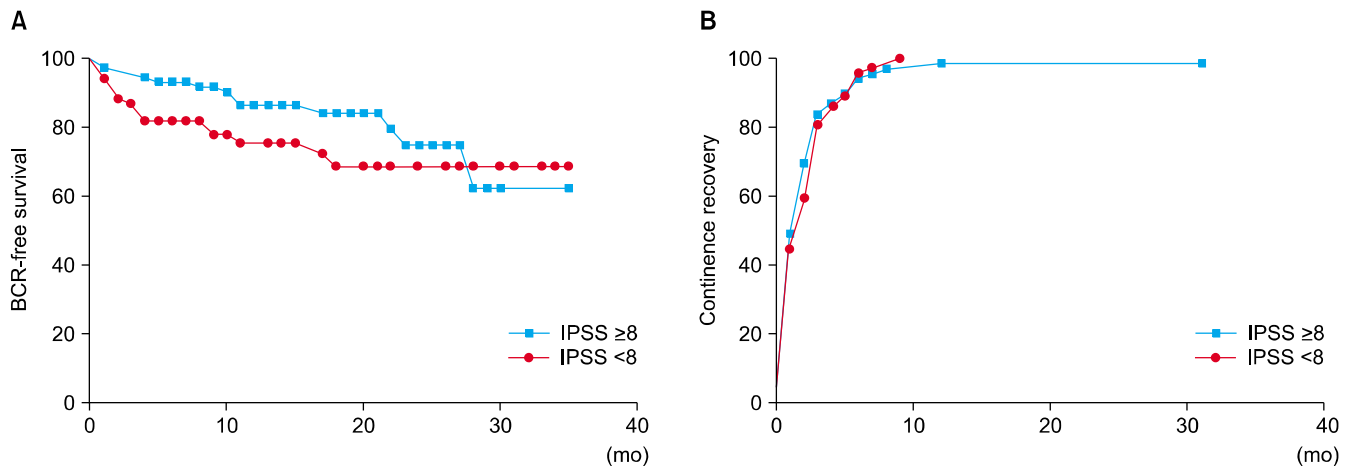 A
100
80
60
40
20
0
BCR-free survival
IPSS ≥8
IPSS <8
0 10 20 30 40
(mo)
B
100
80
60
40
20
0
Continence recovery
IPSS ≥8
IPSS <8
0 10 20 30 40
(mo)